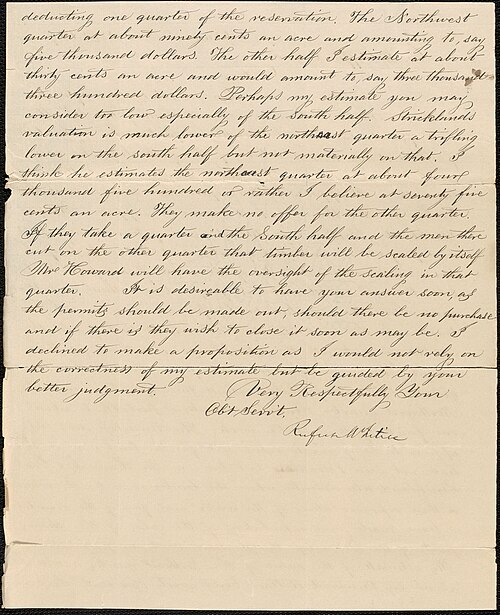 deducting one quarter of the reservation. The Northwest
quarter at about ninety cents an acre and amounting to, say
five thousand dollars. The other half I estimate at about
thirty cents an acre and would amount to, say three thousand
three hundred dollars. Perhaps my estimate you may
consider too low especially of the South half. Stricklands
valuation is much lower of the northeast quarter a trifling
lower on the south half but not materially on that. I
think he estimates the northeast quarter at about four
thousand five hundred or rather I believe at seventy five
cents an acre. They make no offer for the other quarter.
If they take a quarter and the South half and the men there
cut on the other quarter that timber will be scaled by itself
Mr Howard will have the oversight of the scaling in that
quarter. It is desireable to have your answer soon, as
the permits should be made out, should there be no purchase
and if there is they wish to close it soon as may be. I
declined to make a proposition as I would not rely on
the correctness of my estimate but be guided by your
better judgment. Very Respectfully Your
Obt Servt.
Rufus